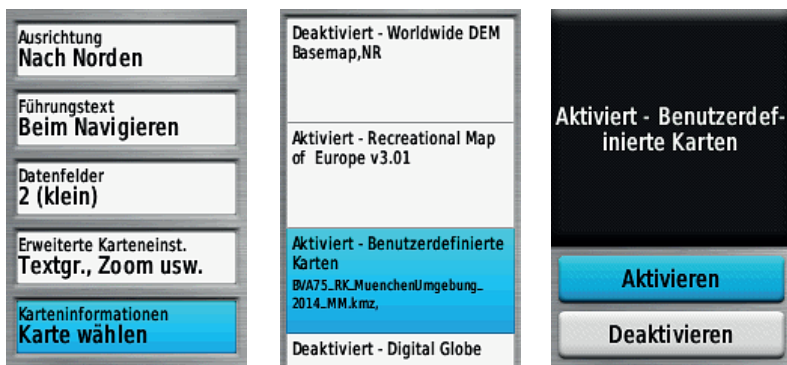 Ausrichtung
Nach Norden
Führungstext
Beim Navigieren
Datenfelder
2 (klein)
Erweiterte Karteneinst.
Textgr., Zoom usw.
Karteninformationen
Karte wählen
Deaktiviert - Worldwide DEM
Basemap,NR
Aktiviert - Recreational Map
of Europe v3.01
Aktiviert - Benutzerdefinierte
Karten
BVA75_RK_MuenchenUmgebung_
2014_MM.kmz,
Deaktiviert - Digital Globe
Aktiviert - Benutzerdef-
inierte Karten
Aktivieren
Deaktivieren